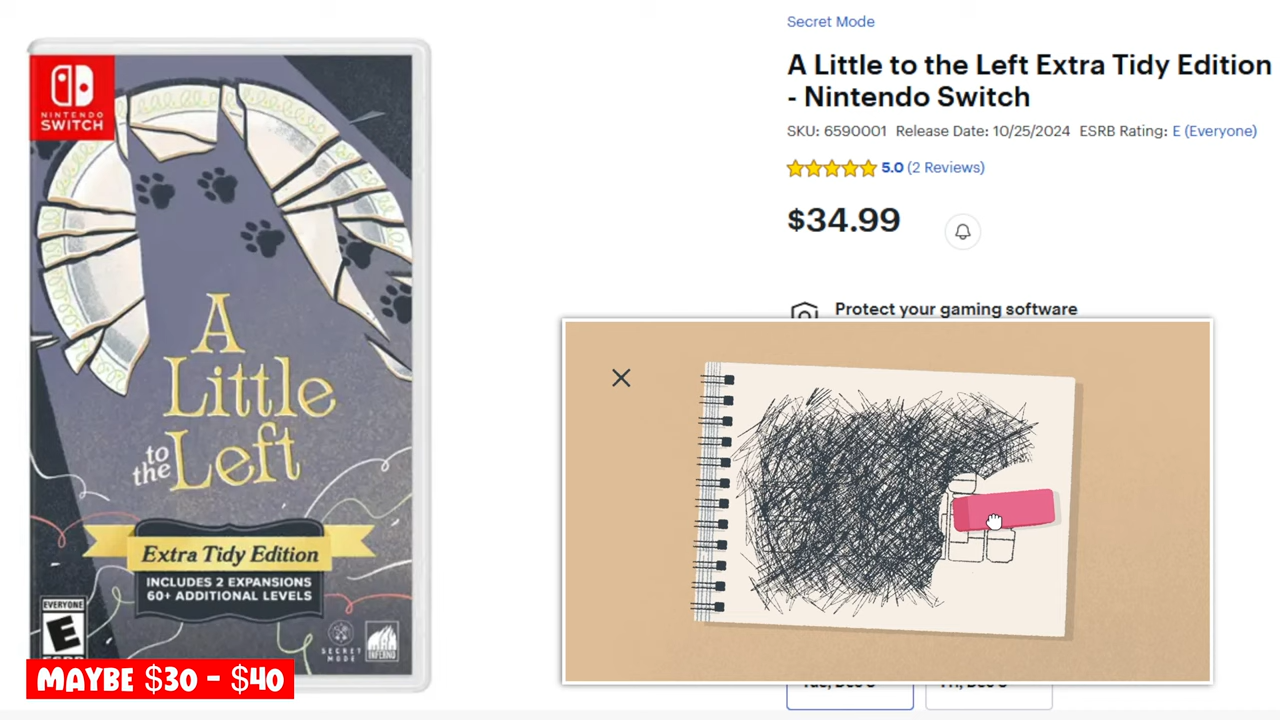 Secret Mode
A Little to the Left Extra Tidy Edition
- Nintendo Switch
SKU: 6590001 Release Date: 10/25/2024 ESRB Rating: E (Everyone)
5.0 (2 Reviews)
$34.99
Protect your gaming software
NINTENDO
SWITCH
A
Little
to
the Left
Extra Tidy Edition
INCLUDES 2 EXPANSIONS
60+ ADDITIONAL LEVELS
EVERYONE
E
SECRET
MODE
MAYBE $30 - $40